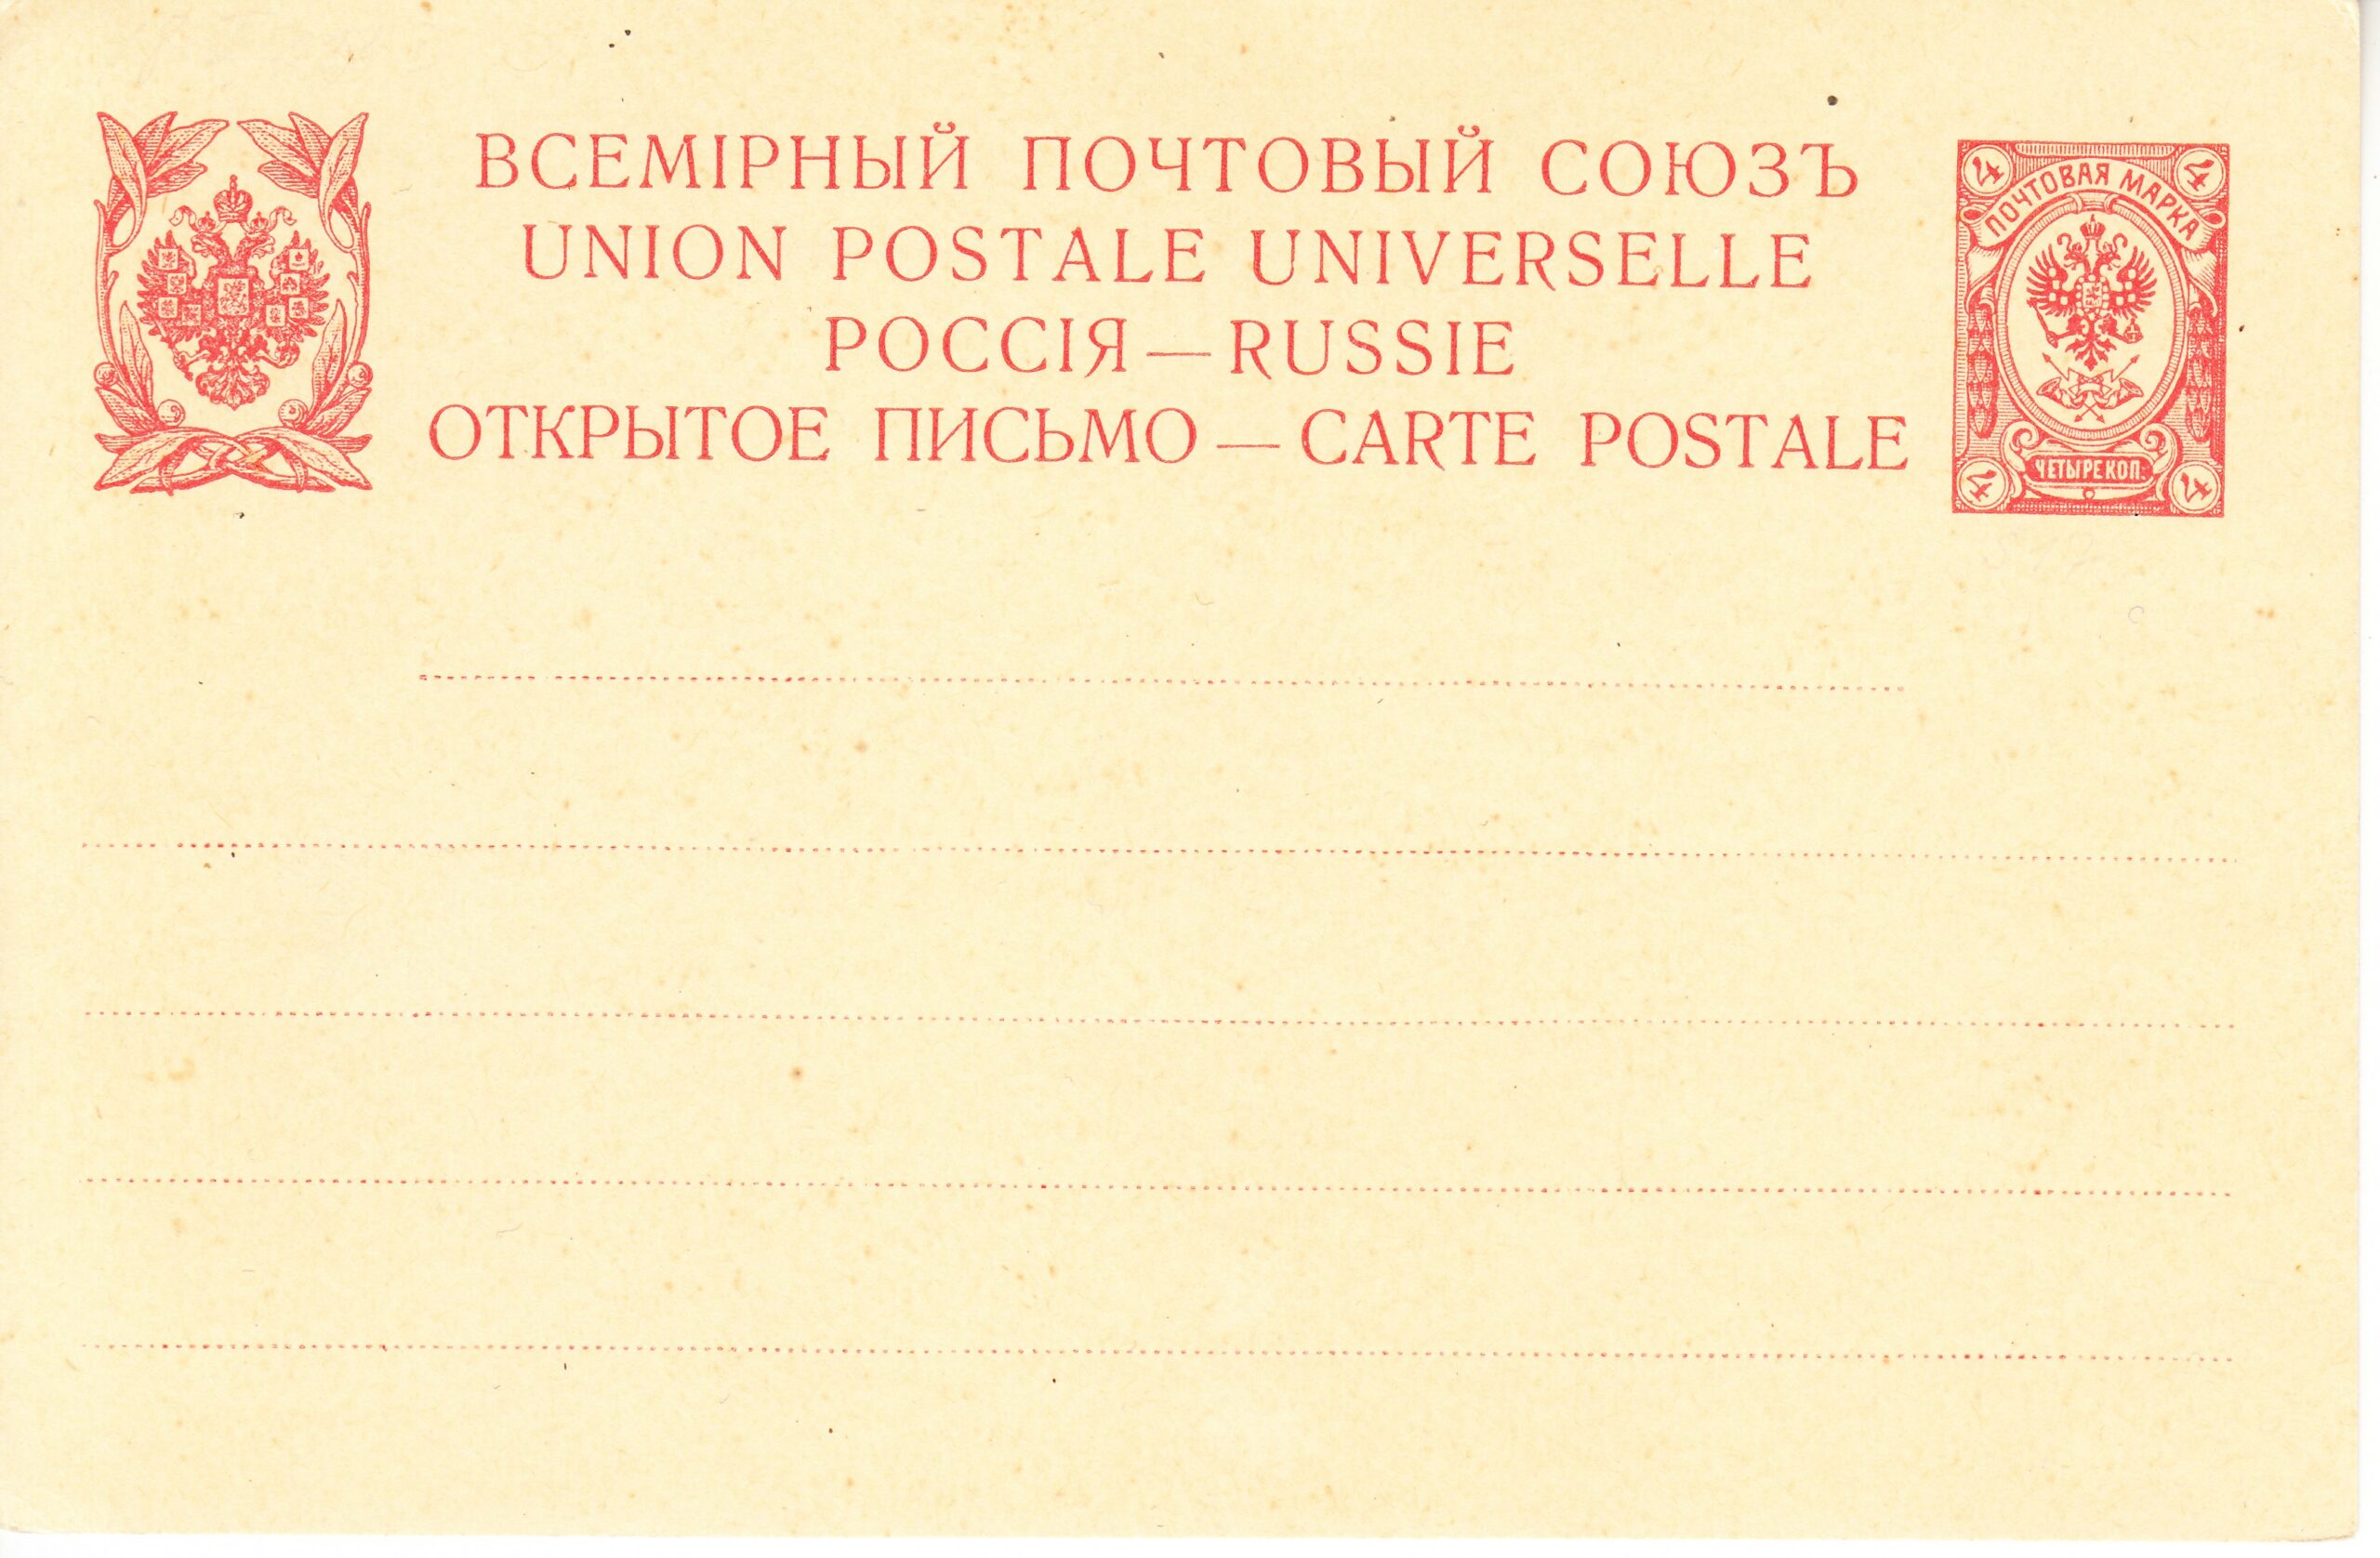 ВСЕМІРНЫЙ ПОЧТОВЫЙ СОЮЗЪ
UNION POSTALE UNIVERSELLE
РОССІЯ — RUSSIE
ОТКРЫТОЕ ПИСЬМО — CARTE POSTALE
4 4
ПОЧТОВАЯ МАРКА
ЧЕТЫРЕ КОП.
4 4